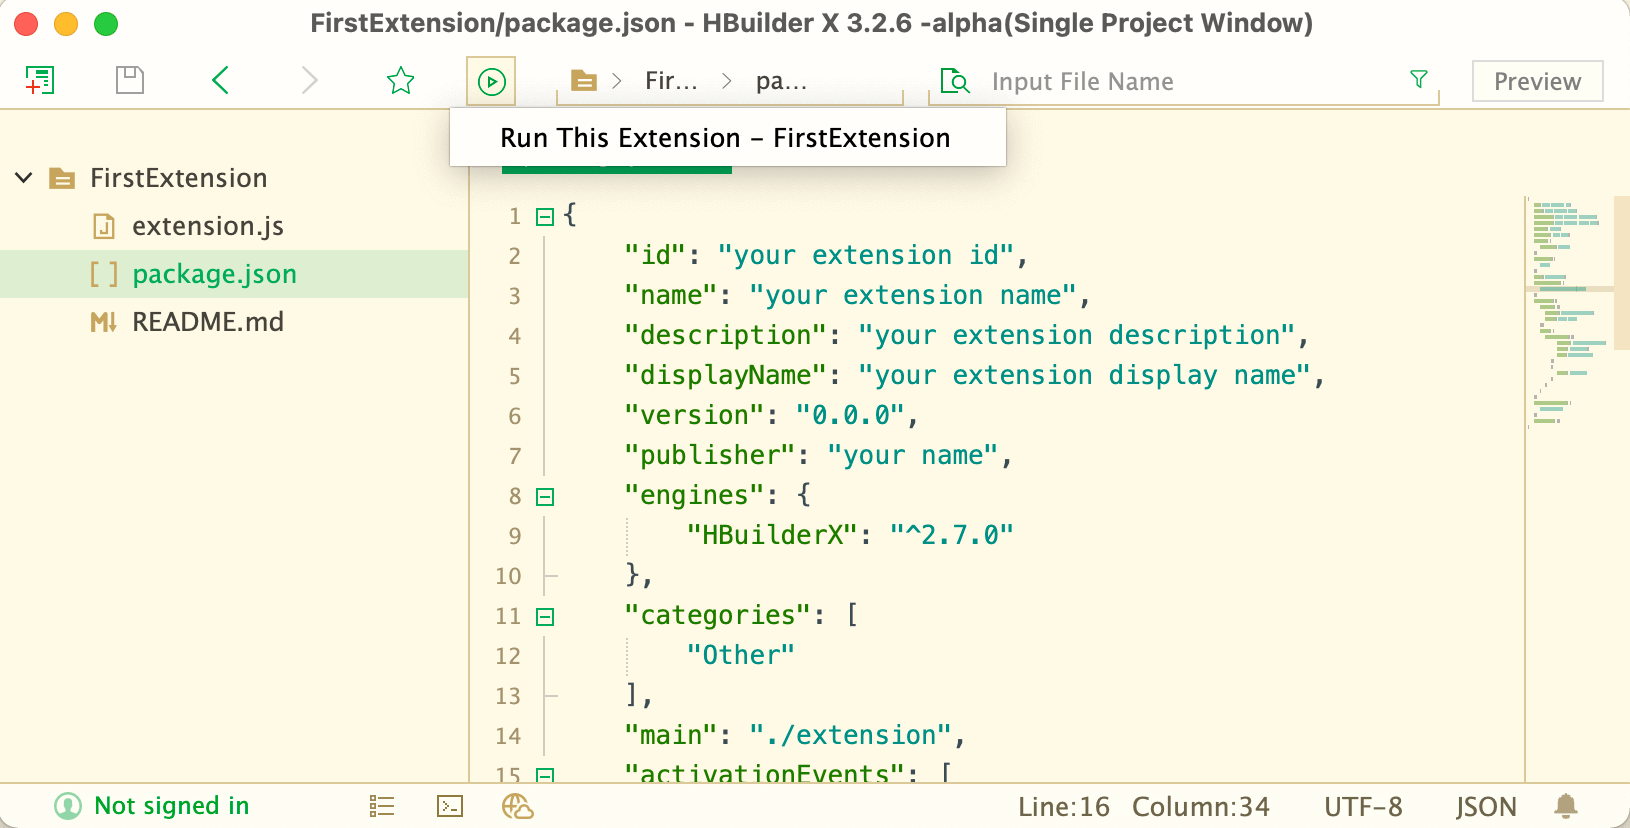 FirstExtension/package.json - HBuilder X 3.2.6 -alpha(Single Project Window)
Fir... pa... Input File Name Preview
Run This Extension – FirstExtension
FirstExtension
extension.js
package.json
README.md
1 {
2 "id": "your extension id",
3 "name": "your extension name",
4 "description": "your extension description",
5 "displayName": "your extension display name",
6 "version": "0.0.0",
7 "publisher": "your name",
8 "engines": {
9 "HBuilderX": "^2.7.0"
10 },
11 "categories": [
12 "Other"
13 ],
14 "main": "./extension",
15 "activationEvents": [
Not signed in Line:16 Column:34 UTF-8 JSON